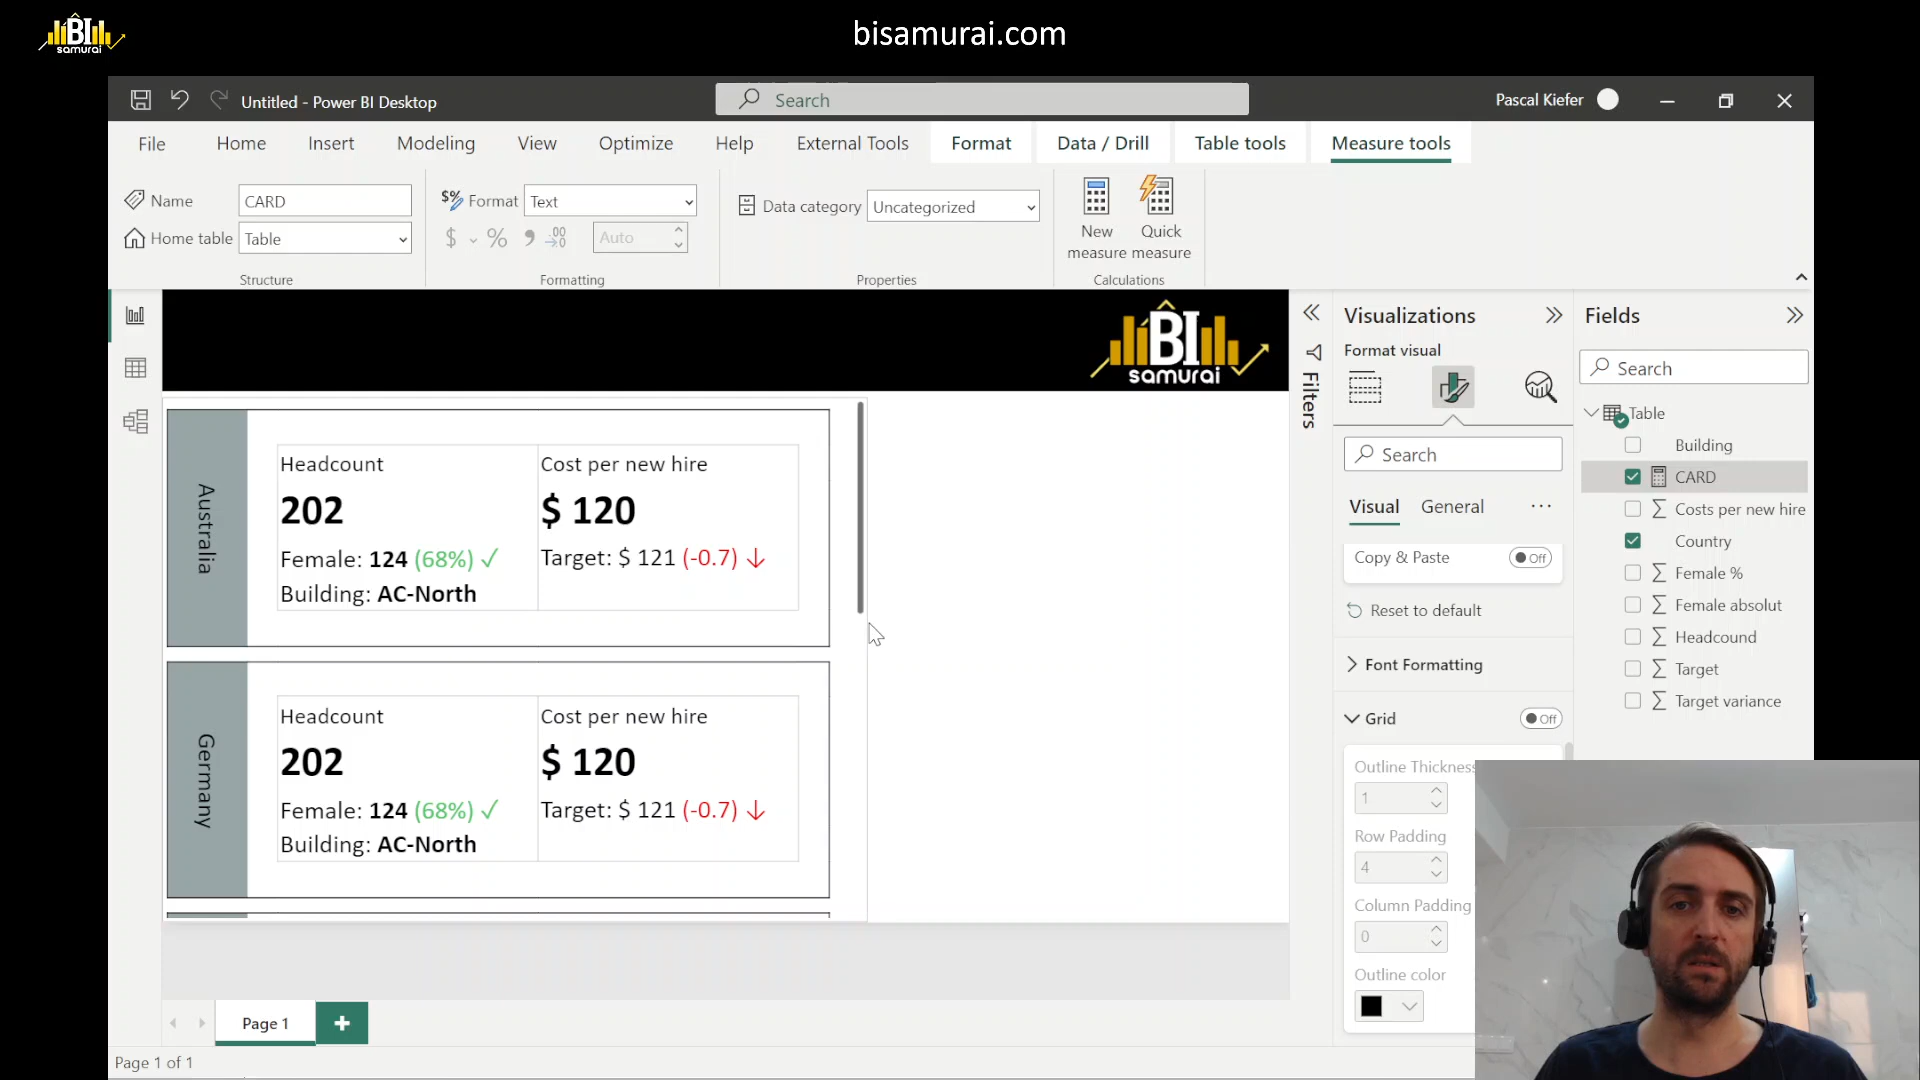 BI
samurai
bisamurai.com
Untitled - Power BI Desktop
Search
Pascal Kiefer
File
Home
Insert
Modeling
View
Optimize
Help
External Tools
Format
Data / Drill
Table tools
Measure tools
Name
CARD
Home table
Table
Structure
$% Format
Text
$ % 9 .00
→0
Auto
Formatting
Data category
Uncategorized
Properties
New
measure
Quick
measure
Calculations
BI
samurai
Australia
Headcount
202
Female: 124 (68%) ✓
Building: AC-North
Cost per new hire
$ 120
Target: $ 121 (-0.7) ↓
Germany
Headcount
202
Female: 124 (68%) ✓
Building: AC-North
Cost per new hire
$ 120
Target: $ 121 (-0.7) ↓
Filters
Visualizations
Format visual
Search
Visual
General
...
Copy & Paste
Off
Reset to default
Font Formatting
Grid
Off
Outline Thickness
1
Row Padding
4
Column Padding
0
Outline color
Fields
Search
Table
Building
CARD
Costs per new hire
Country
Female %
Female absolut
Headcound
Target
Target variance
Page 1
Page 1 of 1